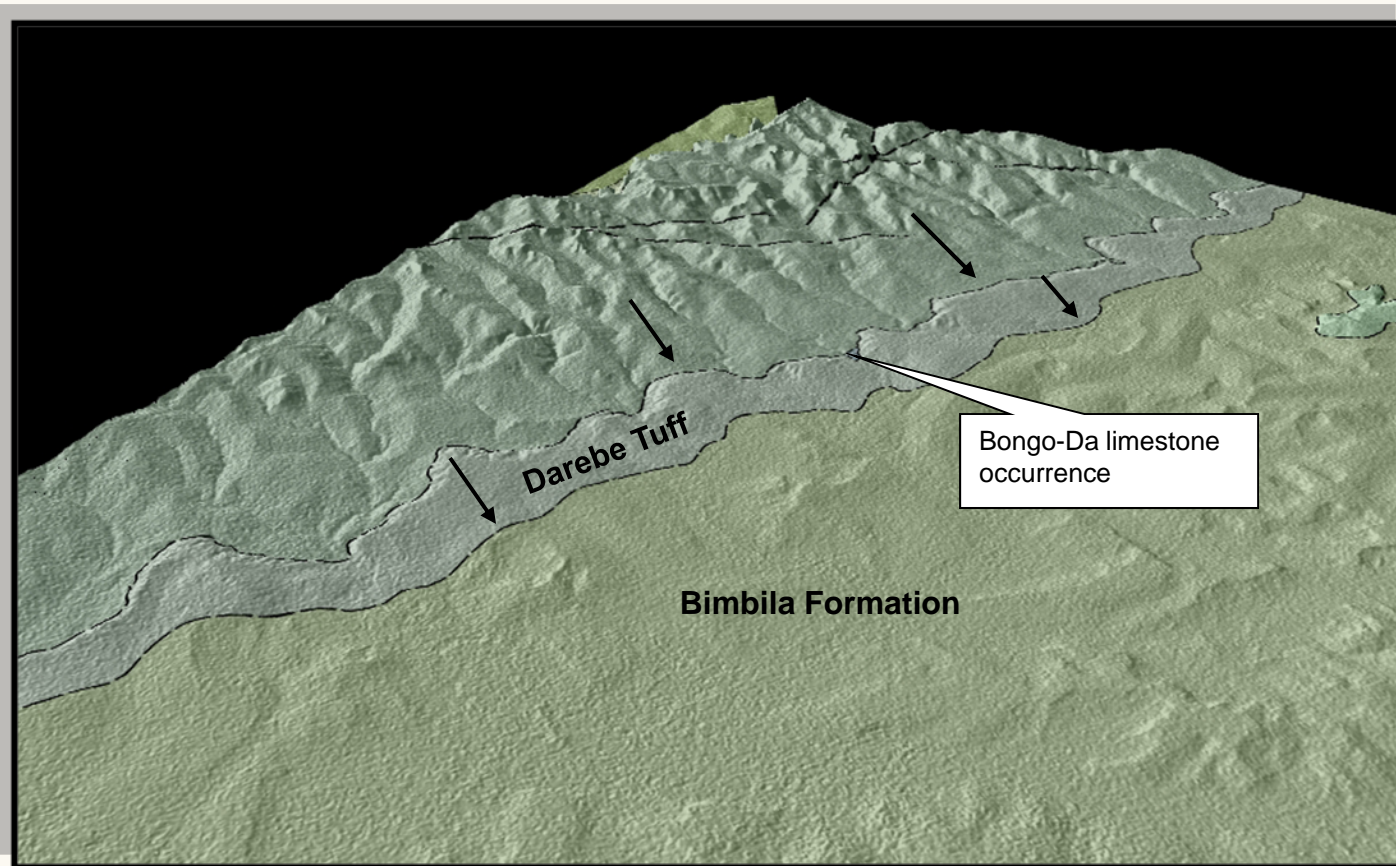 Darebe Tuff
Bongo-Da limestone
occurrence
Bimbila Formation